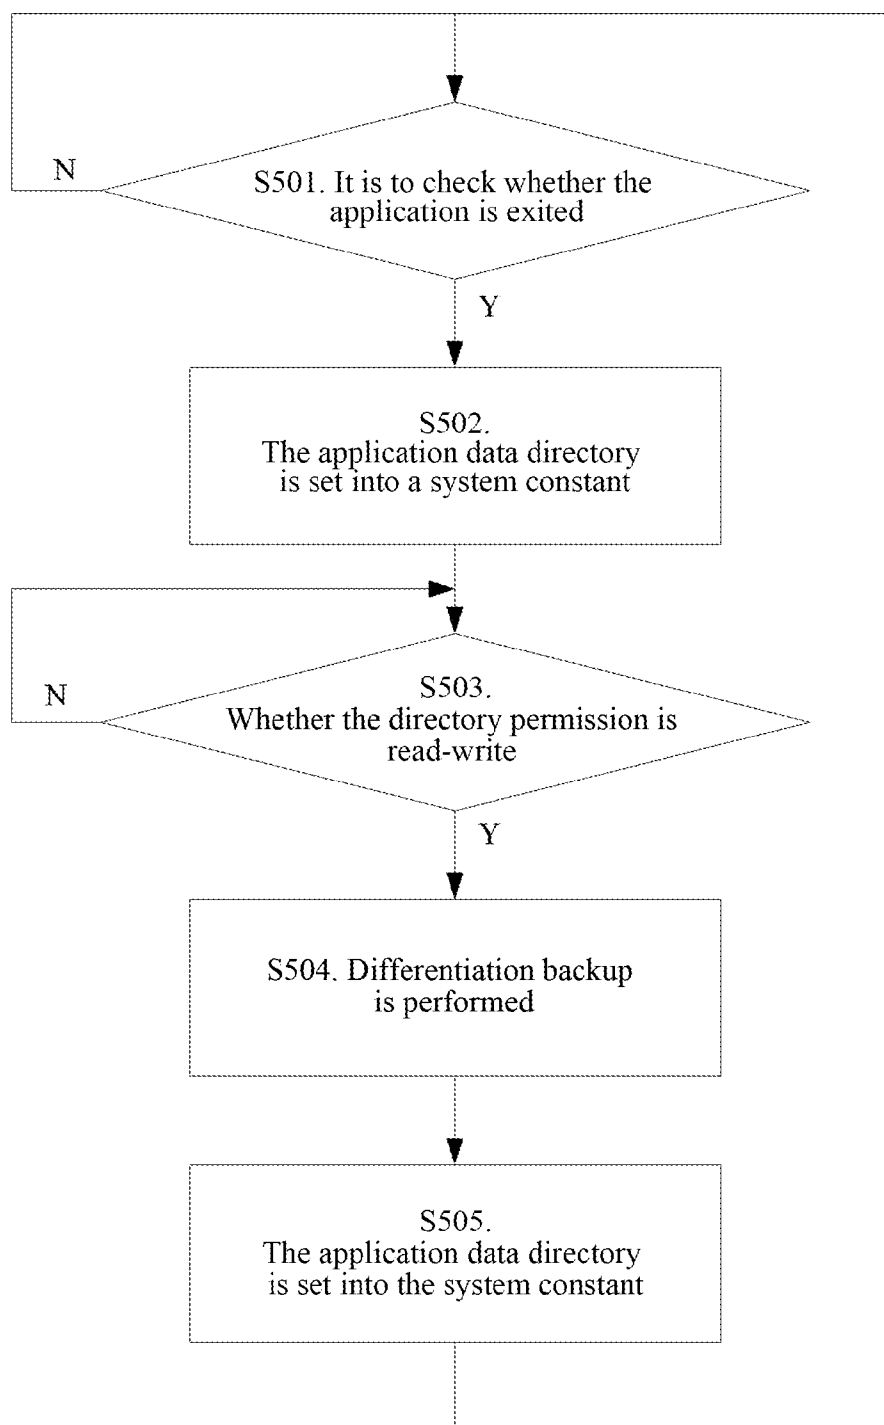 N
S501. It is to check whether the
application is exited
Y
S502.
The application data directory
is set into a system constant
N
S503.
Whether the directory permission is
read-write
Y
S504. Differentiation backup
is performed
S505.
The application data directory
is set into the system constant